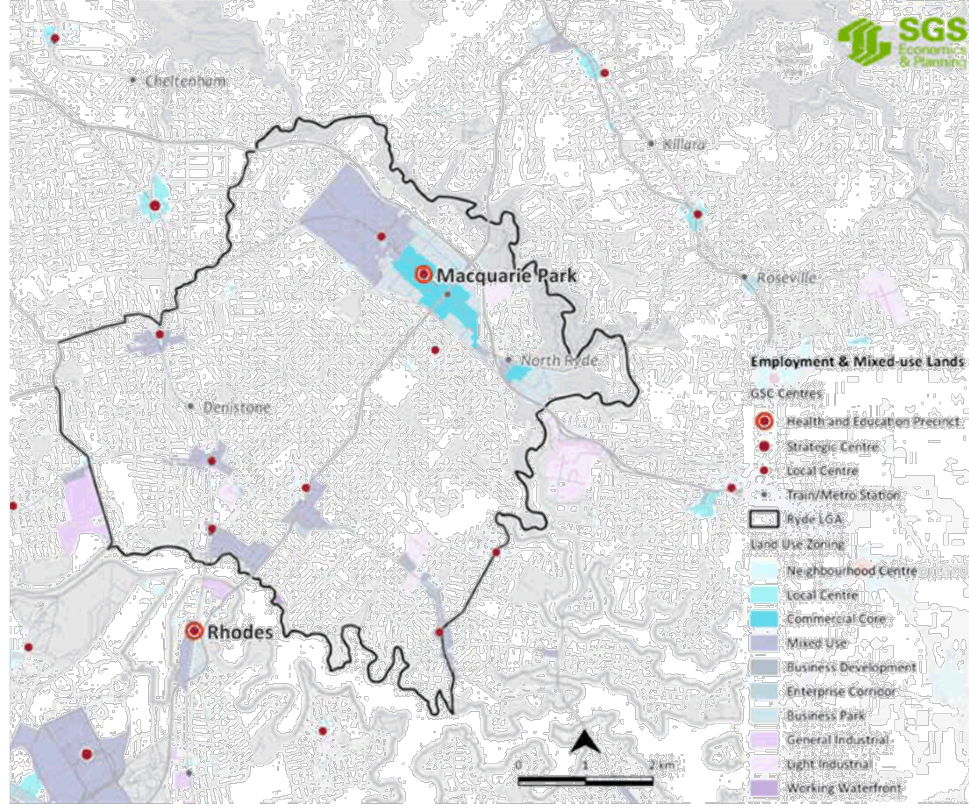 SGS
Economics
& Planning
Cheltenham
Killara
Macquarie Park
Roseville
North Ryde
Denistone
Rhodes
Employment & Mixed-use Lands
GSC Centres
Health and Education Precinct
Strategic Centre
Local Centre
Train/Metro Station
Ryde LGA
Land Use Zoning
Neighbourhood Centre
Local Centre
Commercial Core
Mixed Use
Business Development
Enterprise Corridor
Business Park
General Industrial
Light Industrial
Working Waterfront
0 1 2 km